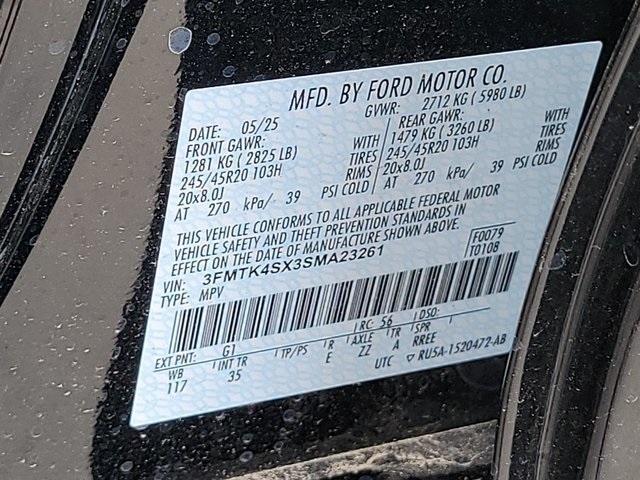 MFD. BY FORD MOTOR CO.
DATE: 05/25 GVWR: 2712 KG ( 5980 LB)
FRONT GAWR: REAR GAWR:
1281 KG ( 2825 LB) WITH 1479 KG ( 3260 LB) WITH
245/45R20 103H TIRES 245/45R20 103H TIRES
20x8.0J RIMS 20x8.0J RIMS
AT 270 kPa/ 39 PSI COLD AT 270 kPa/ 39 PSI COLD
THIS VEHICLE CONFORMS TO ALL APPLICABLE FEDERAL MOTOR
VEHICLE SAFETY AND THEFT PREVENTION STANDARDS IN
EFFECT ON THE DATE OF MANUFACTURE SHOWN ABOVE.
VIN: 3FMTK4SX3SMA23261 F0079
TYPE: MPV T0108
EXT PNT: G1 RC: 56 DSO:
WB INT TR TP/PS R AXLE TR SPR
117 35 E ZZ A RREE
UTC RU5A-1520472-AB